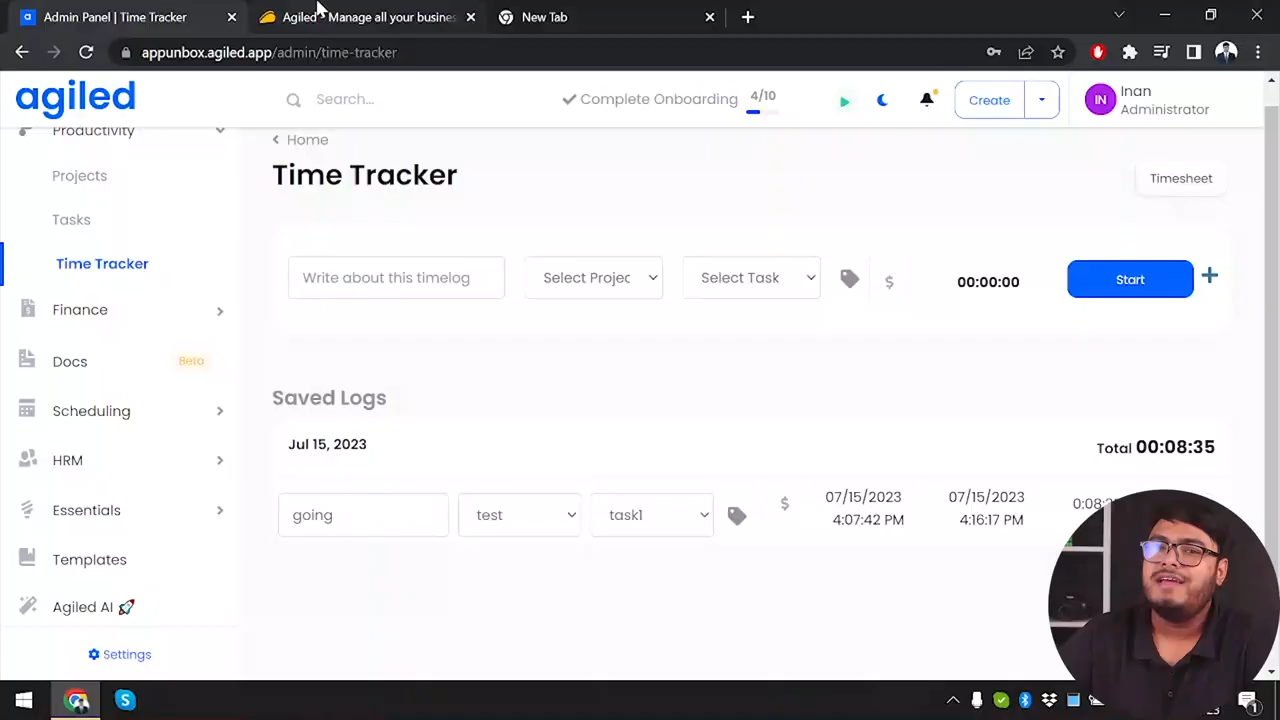 Admin Panel | Time Tracker
Agiled - Manage all your busines
New Tab
appunbox.agiled.app/admin/time-tracker
agiled
Search...
Complete Onboarding
4/10
Create
IN
Inan
Administrator
Productivity
Projects
Tasks
Time Tracker
Finance
Docs
Beta
Scheduling
HRM
Essentials
Templates
Agiled AI 🚀
Settings
Home
Time Tracker
Timesheet
Write about this timelog
Select Projec
Select Task
$
00:00:00
Start
Saved Logs
Jul 15, 2023
Total 00:08:35
going
test
task1
$
07/15/2023
4:07:42 PM
07/15/2023
4:16:17 PM